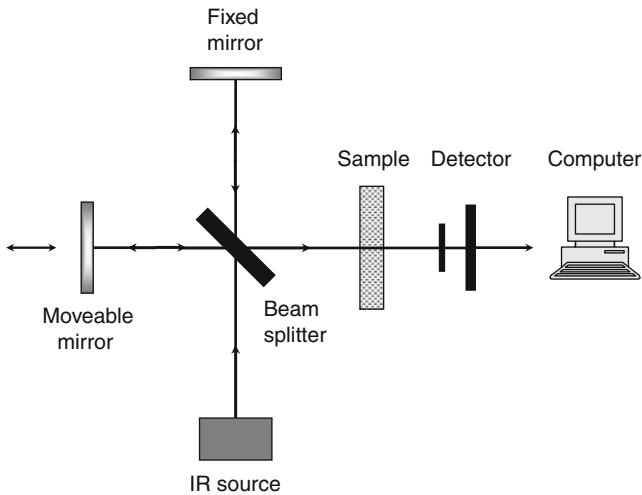 Fixed
mirror
Sample
Detector
Computer
Moveable
mirror
Beam
splitter
IR source